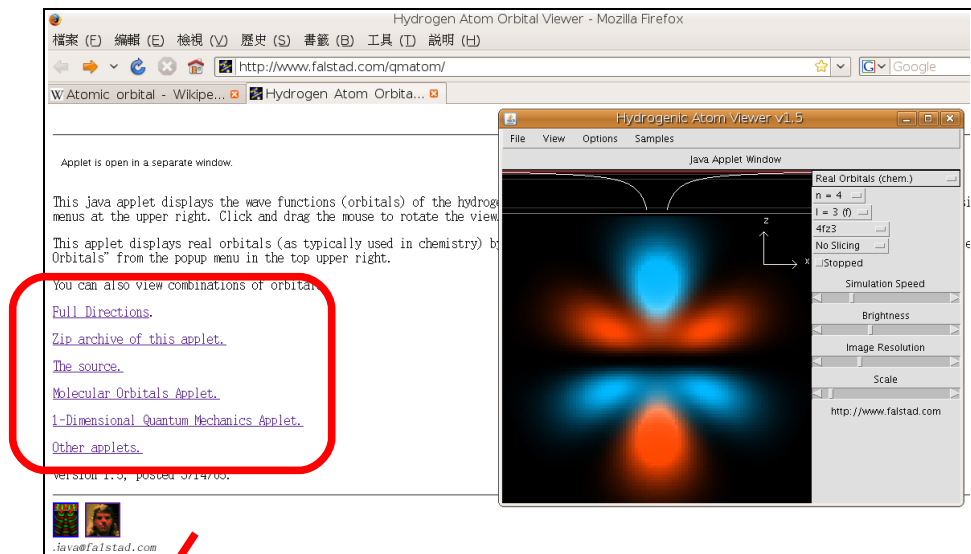 Hydrogen Atom Orbital Viewer - Mozilla Firefox
檔案 (F) 編輯 (E) 檢視 (V) 歷史 (S) 書籤 (B) 工具 (T) 說明 (H)
http://www.falstad.com/qmatom/
Google
W Atomic orbital - Wikipe...
Hydrogen Atom Orbita...
Applet is open in a separate window.
This java applet displays the wave functions (orbitals) of the hydroge
menus at the upper right. Click and drag the mouse to rotate the view
This applet displays real orbitals (as typically used in chemistry) by
Orbitals" from the popup menu in the top upper right.
You can also view combinations of orbital
Full Directions.
Zip archive of this applet.
The source.
Molecular Orbitals Applet.
1-Dimensional Quantum Mechanics Applet.
Other applets.
Version 1.5, posted 3/14/05.
java@falstad.com
Hydrogenic Atom Viewer v1.5
File View Options Samples
Java Applet Window
z
x
Real Orbitals (chem.)
n = 4
l = 3 (f)
4fz3
No Slicing
Stopped
Simulation Speed
Brightness
Image Resolution
Scale
http://www.falstad.com